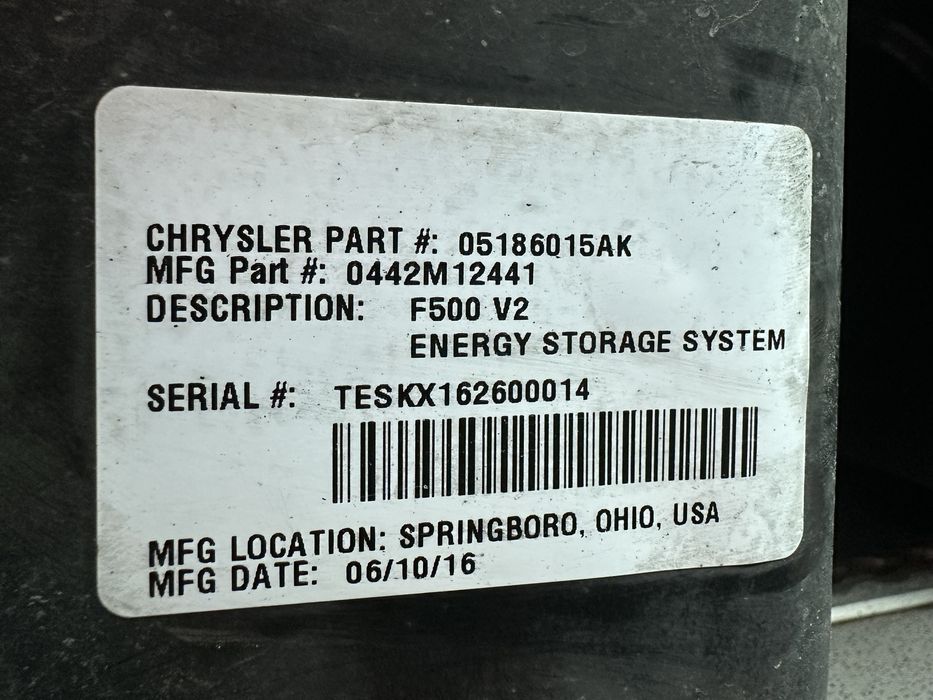 CHRYSLER PART #: 05186015AK
MFG Part #: 0442M12441
DESCRIPTION: F500 V2
ENERGY STORAGE SYSTEM
SERIAL #: TESKX162600014
MFG LOCATION: SPRINGBORO, OHIO, USA
MFG DATE: 06/10/16